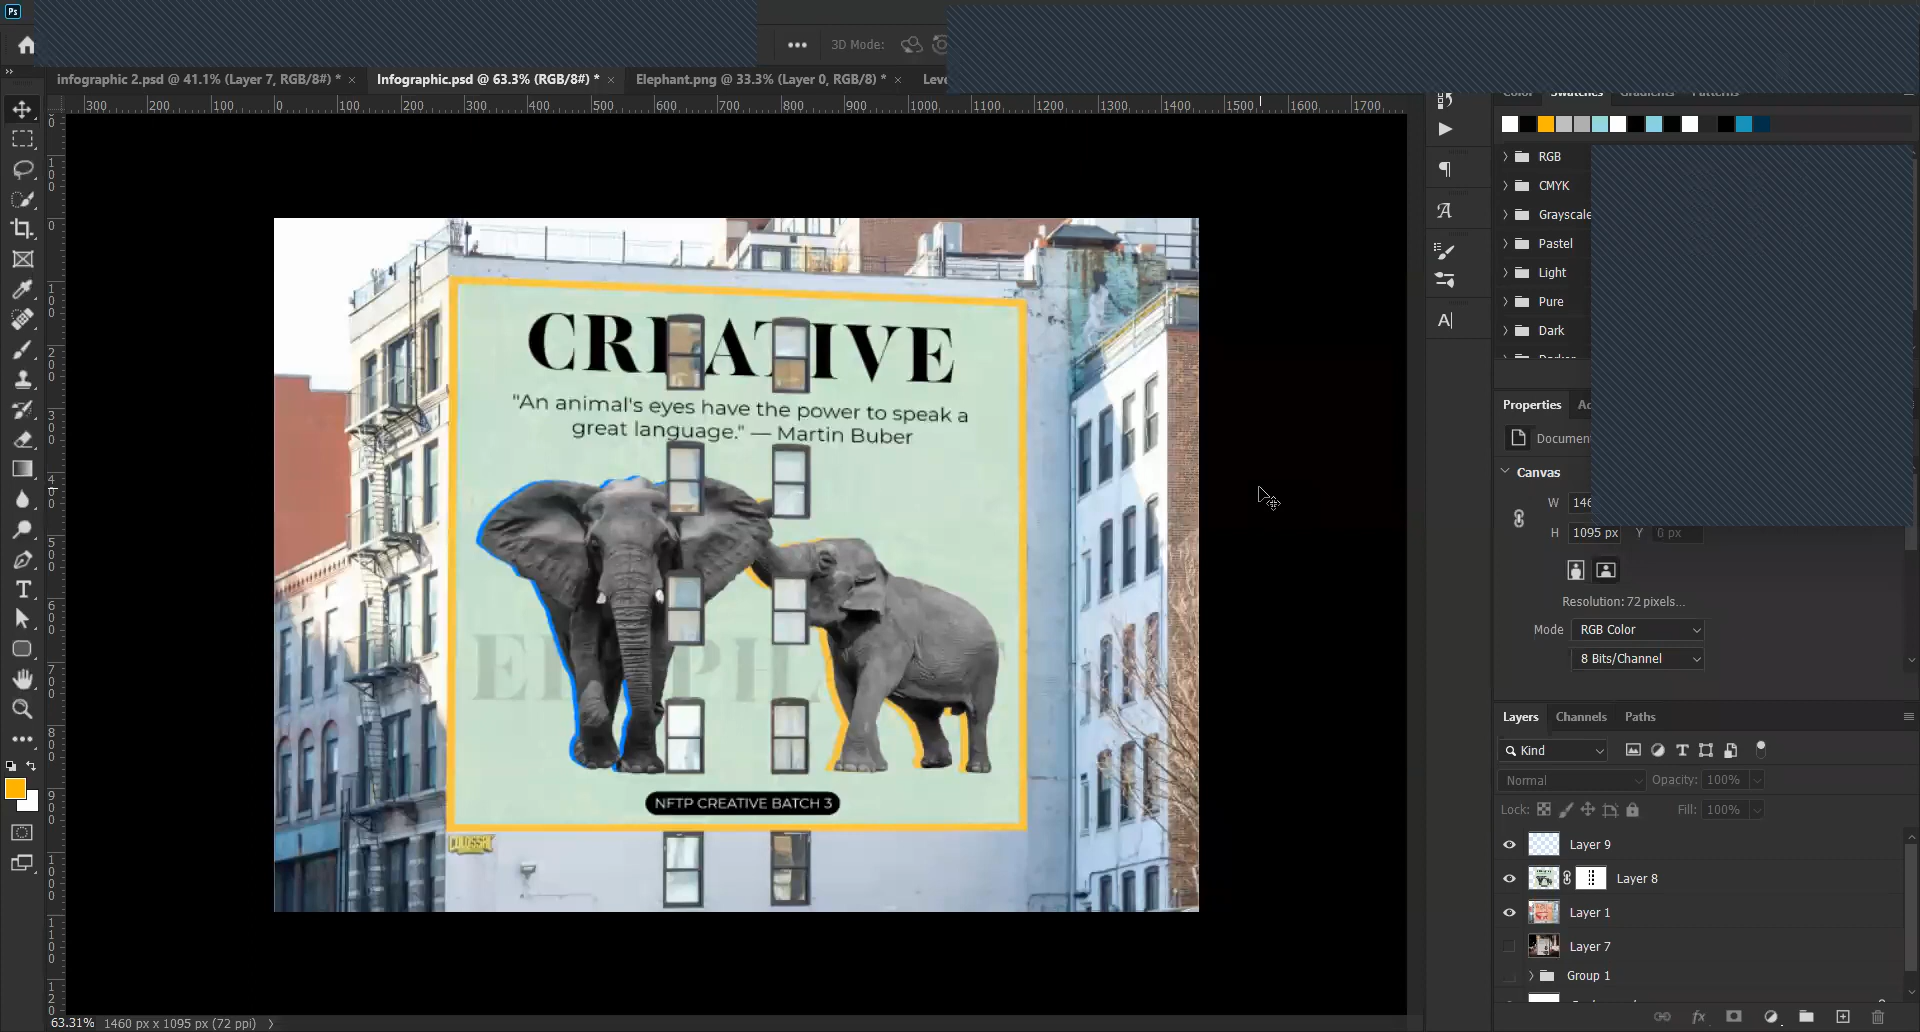 Ps
3D Mode:
infographic 2.psd @ 41.1% (Layer 7, RGB/8#) *
Infographic.psd @ 63.3% (RGB/8#) *
Elephant.png @ 33.3% (Layer 0, RGB/8) *
300 200 100 0 100 200 300 400 500 600 700 800 900 1000 1100 1200 1300 1400 1500 1600 1700
RGB
CMYK
Grayscale
Pastel
Light
Pure
Dark
Properties
Canvas
W
H 1095 px Y 0 px
Resolution: 72 pixels...
Mode RGB Color
8 Bits/Channel
Layers Channels Paths
Kind
Normal Opacity: 100%
Lock: Fill: 100%
Layer 9
Layer 8
Layer 1
Layer 7
Group 1
CREATIVE
"An animal's eyes have the power to speak a
great language." — Martin Buber
NFTP CREATIVE BATCH 3
COLOSSAL
63.31% 1460 px x 1095 px (72 ppi)